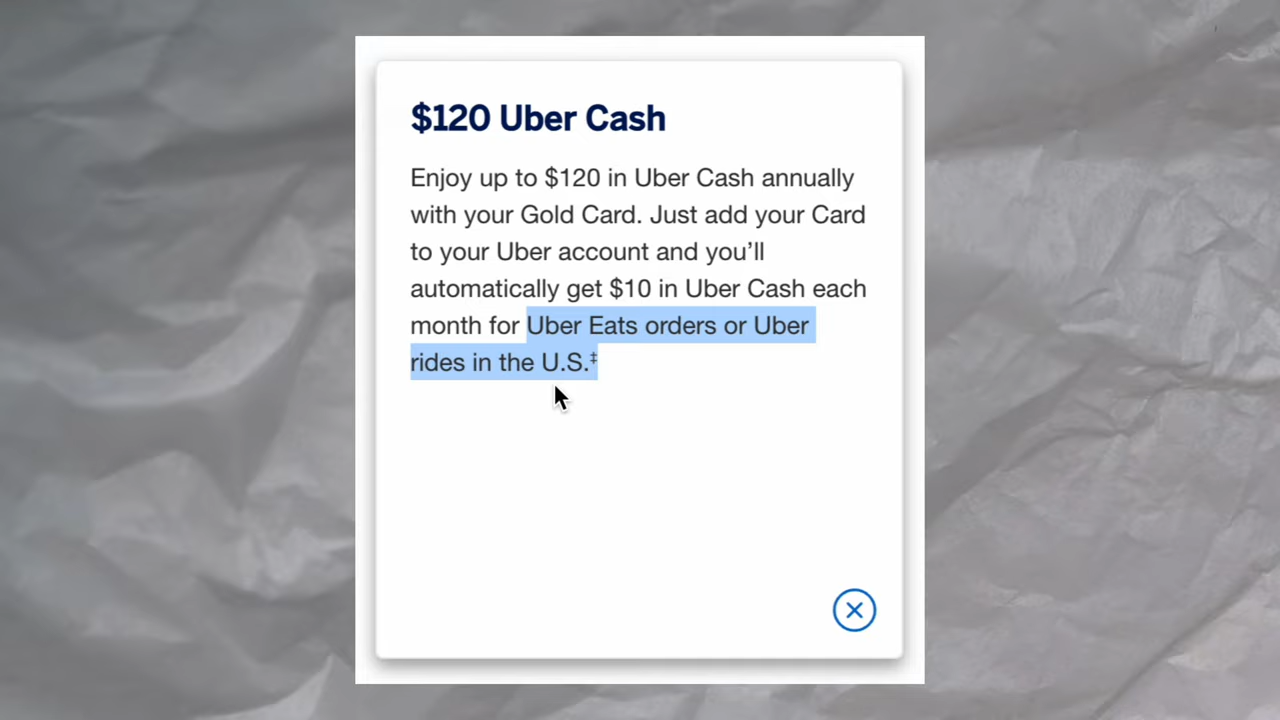 $120 Uber Cash
Enjoy up to $120 in Uber Cash annually
with your Gold Card. Just add your Card
to your Uber account and you’ll
automatically get $10 in Uber Cash each
month for Uber Eats orders or Uber
rides in the U.S.‡